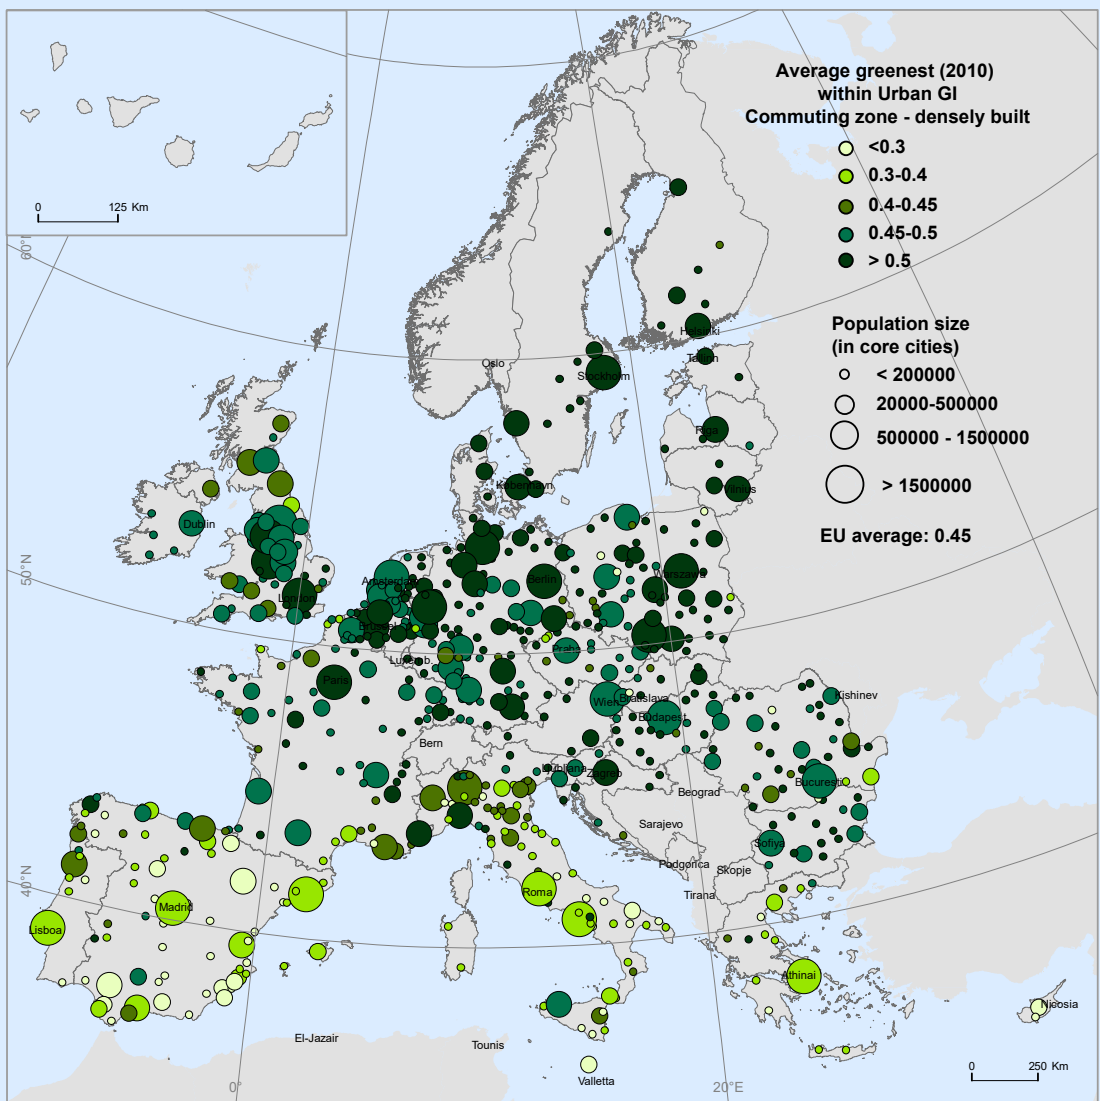 Average greenest (2010)
within Urban GI
Commuting zone - densely built
<0.3
0.3-0.4
0.4-0.45
0.45-0.5
> 0.5
0
125 Km
60°N
Population size
(in core cities)
< 200000
20000-500000
500000 - 1500000
> 1500000
EU average: 0.45
Helsinki
Tallinn
Oslo
Stockholm
Riga
København
Vilnius
Dublin
50°N
Amsterdam
Berlin
Warszawa
London
Brussel
Praha
Luxemb.
Paris
Wien
Bratislava
Kishinev
Budapest
Bern
Ljubljana
Zagreb
Bucuresti
Beograd
Sarajevo
Sofiya
Podgorica
Skopje
40°N
Tirana
Roma
Madrid
Lisboa
Athinai
Nicosia
El-Jazair
Tounis
Valletta
0
250 Km
0°
20°E